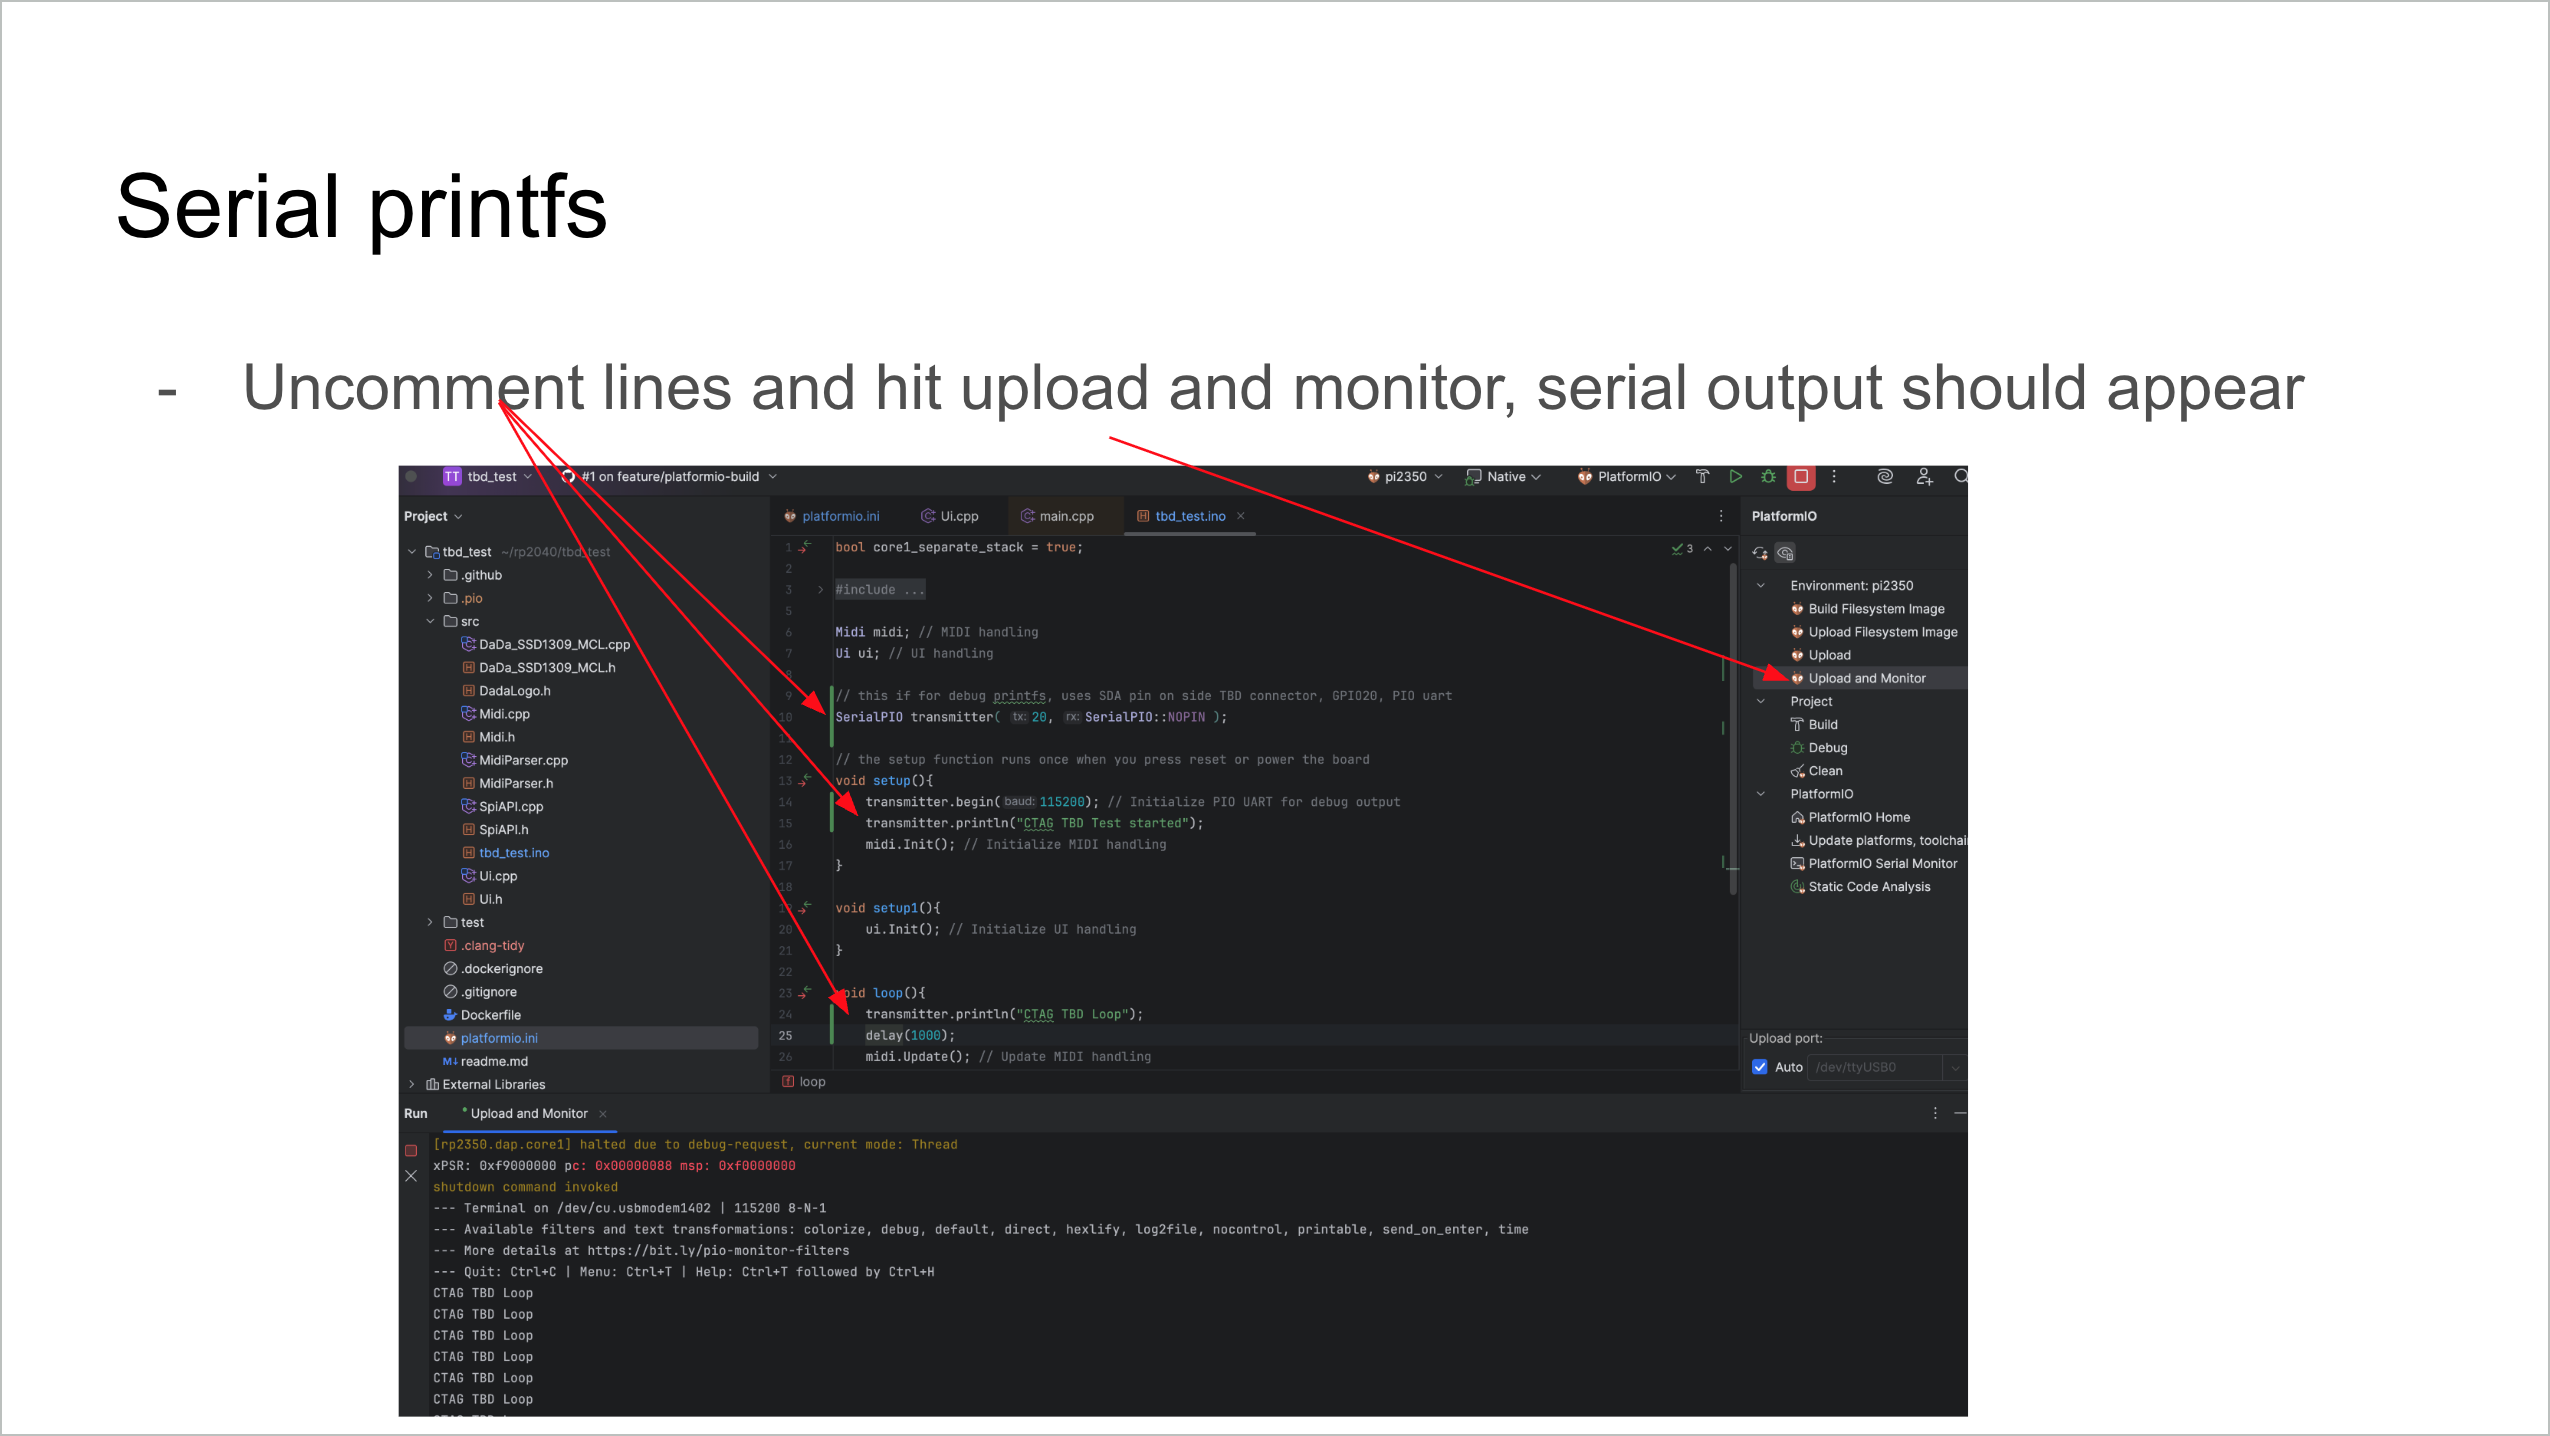 Serial printfs
- Uncomment lines and hit upload and monitor, serial output should appear
TT tbd_test #1 on feature/platformio-build pi2350 Native PlatformIO
Project
platformio.ini Ui.cpp main.cpp tbd_test.ino
PlatformIO
tbd_test ~/rp2040/tbd_test
.github
.pio
src
DaDa_SSD1309_MCL.cpp
DaDa_SSD1309_MCL.h
DadaLogo.h
Midi.cpp
Midi.h
MidiParser.cpp
MidiParser.h
SpiAPI.cpp
SpiAPI.h
tbd_test.ino
Ui.cpp
Ui.h
test
.clang-tidy
.dockerignore
.gitignore
Dockerfile
platformio.ini
readme.md
External Libraries
1 bool core1_separate_stack = true;
3
2
3 #include ...
5
6 Midi midi; // MIDI handling
7 Ui ui; // UI handling
8
9 // this if for debug printfs, uses SDA pin on side TBD connector, GPIO20, PIO uart
10 SerialPIO transmitter( tx: 20, rx: SerialPIO::NOPIN );
11
12 // the setup function runs once when you press reset or power the board
13 void setup(){
14 transmitter.begin( baud: 115200); // Initialize PIO UART for debug output
15 transmitter.println("CTAG TBD Test started");
16 midi.Init(); // Initialize MIDI handling
17 }
18
19 void setup1(){
20 ui.Init(); // Initialize UI handling
21 }
22
23 void loop(){
24 transmitter.println("CTAG TBD Loop");
25 delay(1000);
26 midi.Update(); // Update MIDI handling
loop
Environment: pi2350
Build Filesystem Image
Upload Filesystem Image
Upload
Upload and Monitor
Project
Build
Debug
Clean
PlatformIO
PlatformIO Home
Update platforms, toolchai
PlatformIO Serial Monitor
Static Code Analysis
Upload port:
Auto /dev/ttyUSB0
Run Upload and Monitor
[rp2350.dap.core1] halted due to debug-request, current mode: Thread
xPSR: 0xf9000000 pc: 0x00000088 msp: 0xf0000000
shutdown command invoked
--- Terminal on /dev/cu.usbmodem1402 | 115200 8-N-1
--- Available filters and text transformations: colorize, debug, default, direct, hexlify, log2file, nocontrol, printable, send_on_enter, time
--- More details at https://bit.ly/pio-monitor-filters
--- Quit: Ctrl+C | Menu: Ctrl+T | Help: Ctrl+T followed by Ctrl+H
CTAG TBD Loop
CTAG TBD Loop
CTAG TBD Loop
CTAG TBD Loop
CTAG TBD Loop
CTAG TBD Loop